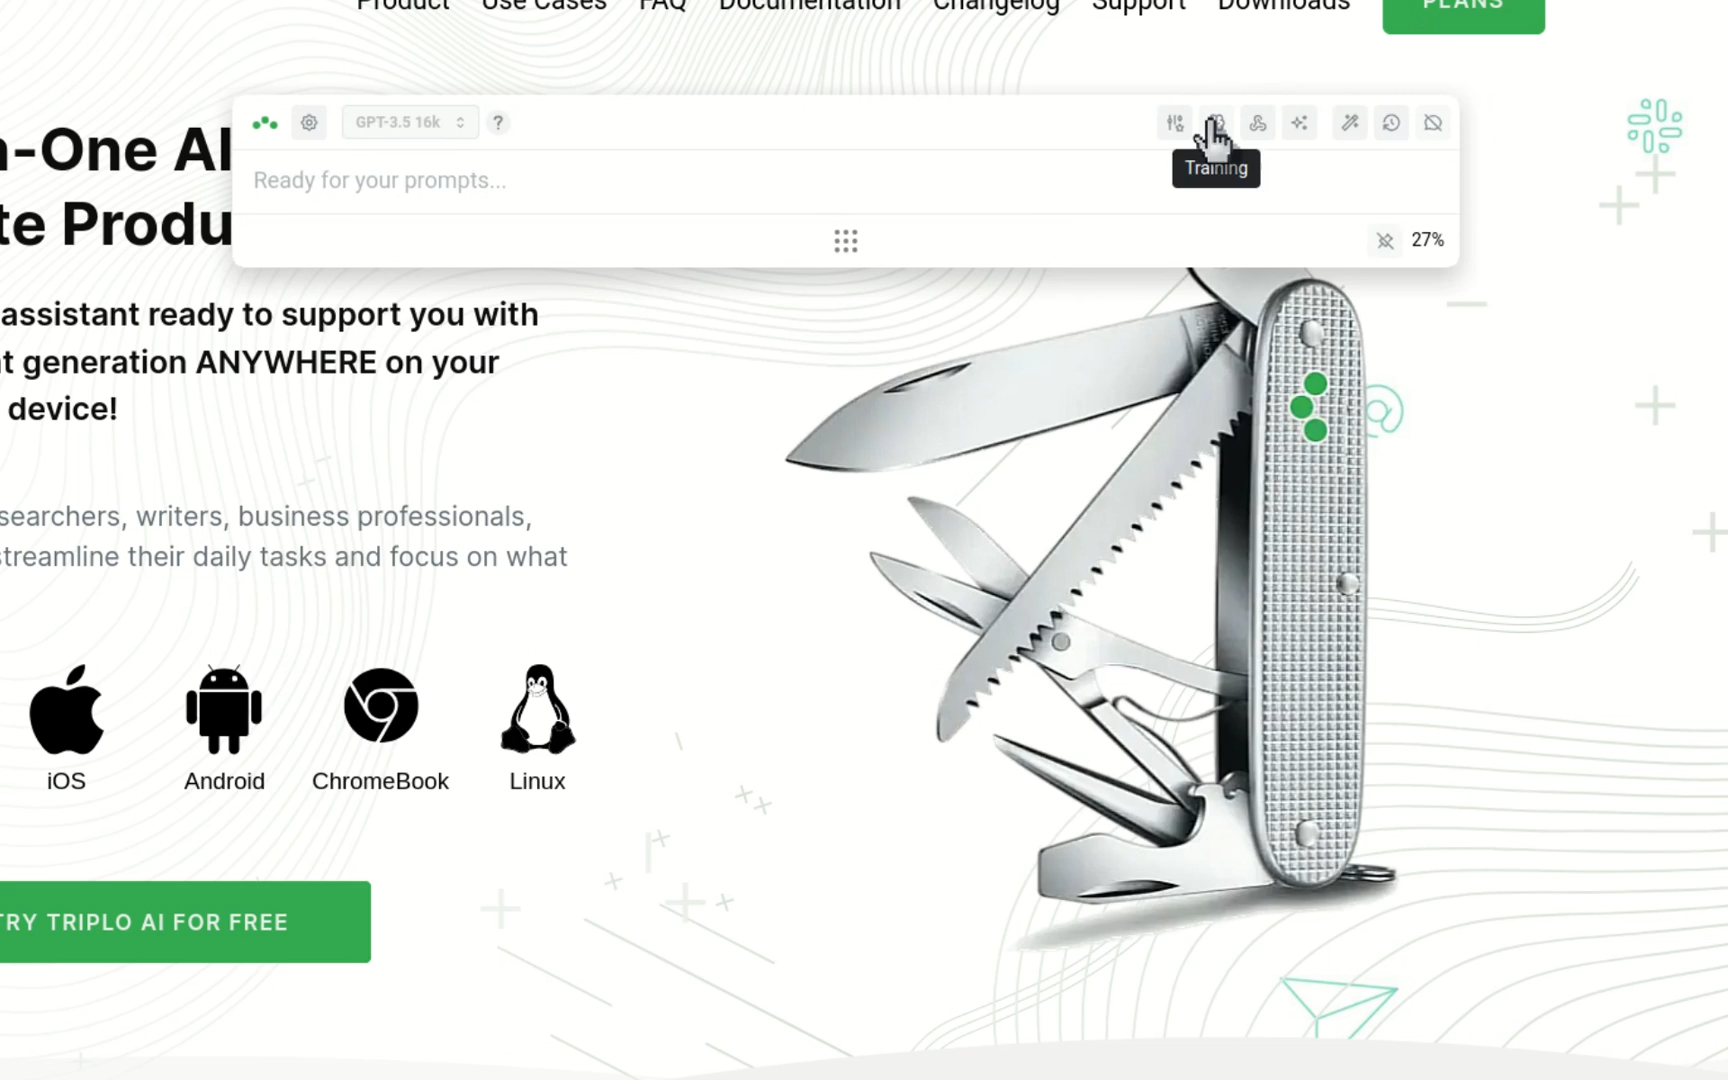 Product Use Cases FAQ Documentation Changelog Support Downloads PLANS
GPT-3.5 16k ?
Training
Ready for your prompts...
27%
n-One AI
te Produ
assistant ready to support you with
t generation ANYWHERE on your
device!
searchers, writers, business professionals,
streamline their daily tasks and focus on what
iOS Android ChromeBook Linux
TRY TRIPLO AI FOR FREE